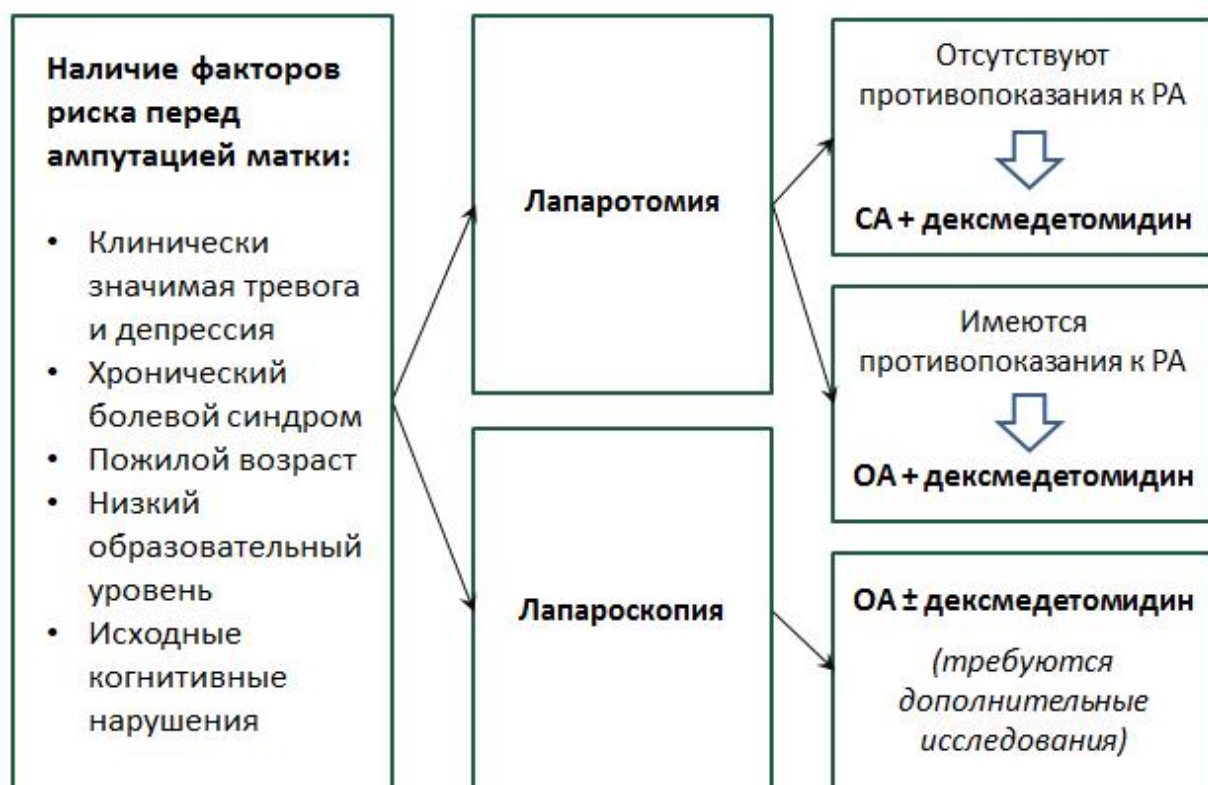 Наличие факторов
риска перед
ампутацией матки:
• Клинически
значимая тревога
и депрессия
• Хронический
болевой синдром
• Пожилой возраст
• Низкий
образовательный
уровень
• Исходные
когнитивные
нарушения
Лапаротомия
Лапароскопия
Отсутствуют
противопоказания к РА
СА + дексмедетомидин
Имеются
противопоказания к РА
ОА + дексмедетомидин
ОА ± дексмедетомидин
(требуются
дополнительные
исследования)